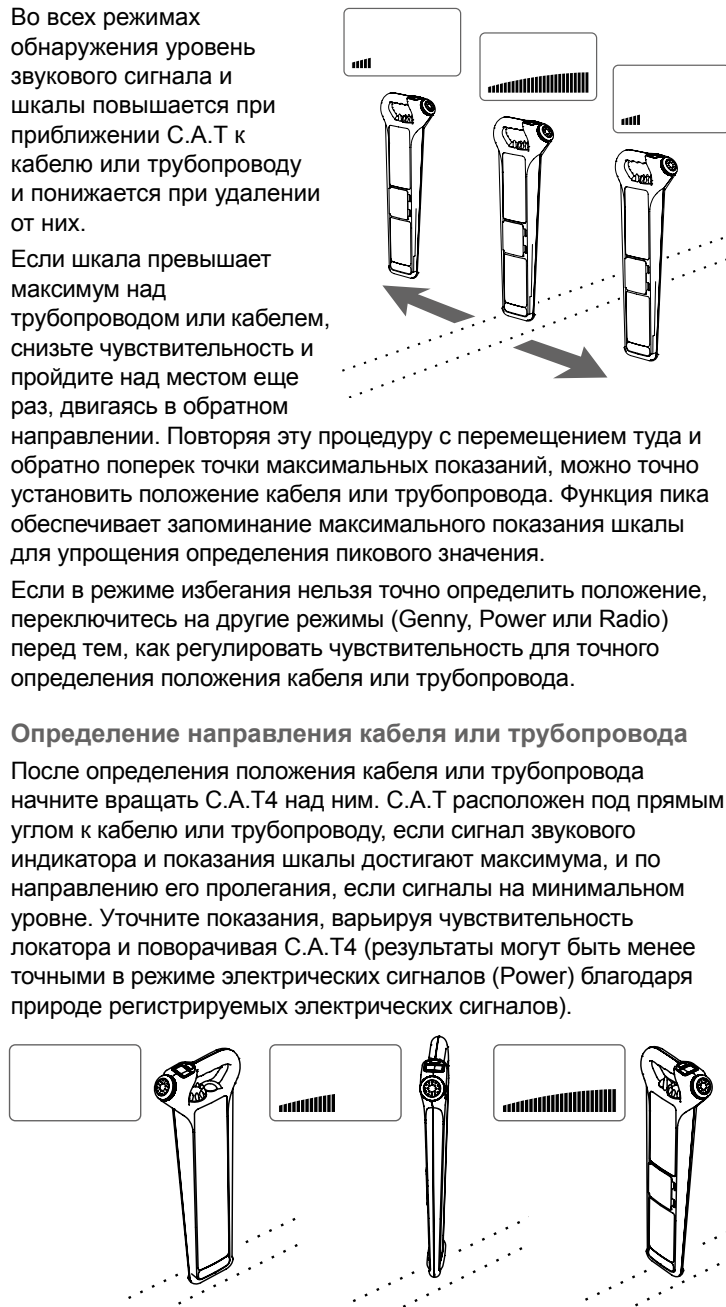 Во всех режимах
обнаружения уровень
звукового сигнала и
шкалы повышается при
приближении C.A.T к
кабелю или трубопроводу
и понижается при удалении
от них.
Если шкала превышает
максимум над
трубопроводом или кабелем,
снизьте чувствительность и
пройдите над местом еще
раз, двигаясь в обратном
направлении. Повторяя эту процедуру с перемещением туда и
обратно поперек точки максимальных показаний, можно точно
установить положение кабеля или трубопровода. Функция пика
обеспечивает запоминание максимального показания шкалы
для упрощения определения пикового значения.
Если в режиме избегания нельзя точно определить положение,
переключитесь на другие режимы (Genny, Power или Radio)
перед тем, как регулировать чувствительность для точного
определения положения кабеля или трубопровода.
Определение направления кабеля или трубопровода
После определения положения кабеля или трубопровода
начните вращать C.A.T4 над ним. C.A.T расположен под прямым
углом к кабелю или трубопроводу, если сигнал звукового
индикатора и показания шкалы достигают максимума, и по
направлению его пролегания, если сигналы на минимальном
уровне. Уточните показания, варьируя чувствительность
локатора и поворачивая C.A.T4 (результаты могут быть менее
точными в режиме электрических сигналов (Power) благодаря
природе регистрируемых электрических сигналов).